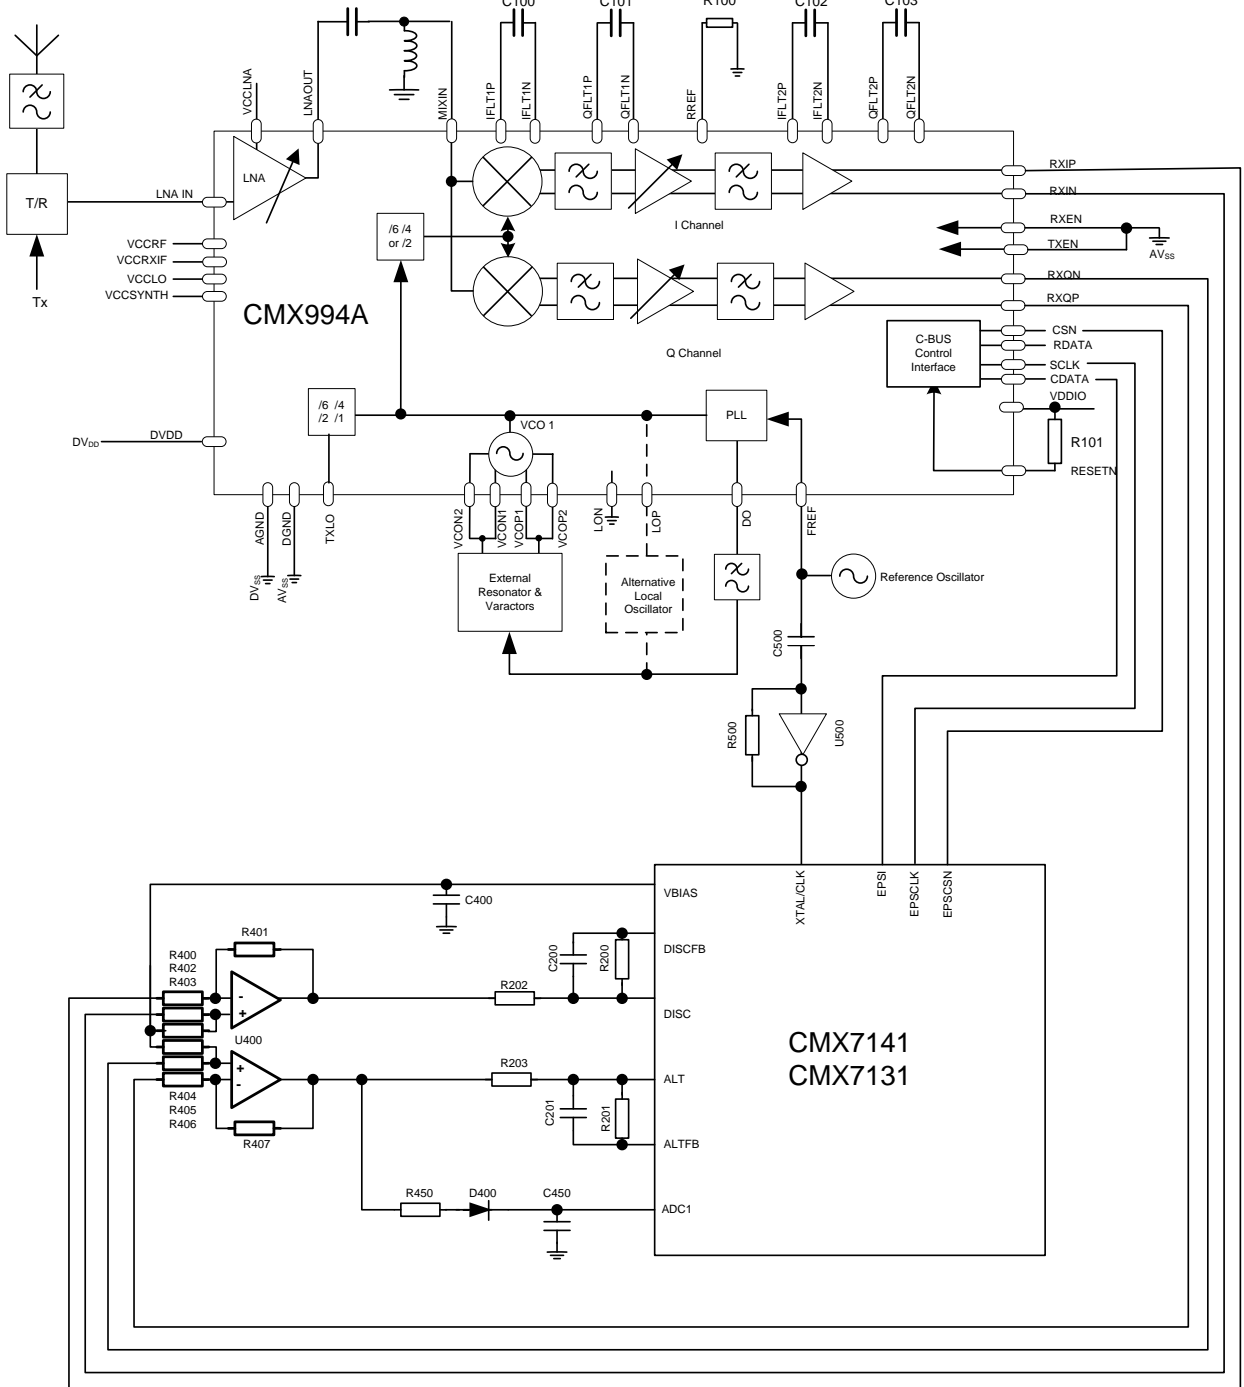 C100
C101
R100
C102
C103
VCCLNA
LNAOUT
MIXIN
IFLT1P
IFLT1N
QFLT1P
QFLT1N
RREF
IFLT2P
IFLT2N
QFLT2P
QFLT2N
LNA
T/R
LNA IN
Tx
VCCRF
VCCRXIF
VCCLO
VCCSYNTH
CMX994A
/6 /4
or /2
I Channel
Q Channel
RXIP
RXIN
RXEN
TXEN
AVSS
RXQN
RXQP
C-BUS
Control
Interface
CSN
RDATA
SCLK
CDATA
VDDIO
R101
RESETN
/6 /4
/2 /1
VCO 1
PLL
DVDD
DVDD
AGND
DGND
TXLO
DVSS
AVSS
VCON2
VCON1
VCOP1
VCOP2
LON
LOP
DO
FREF
External
Resonator &
Varactors
Alternative
Local
Oscillator
Reference Oscillator
C500
R500
U500
XTAL/CLK
EPSI
EPSCLK
EPSCSN
VBIAS
C400
R401
R400
R402
R403
-
+
U400
+
-
R404
R405
R406
R407
C200
R200
DISCFB
R202
DISC
R203
ALT
C201
R201
ALTFB
R450
D400
C450
ADC1
CMX7141
CMX7131